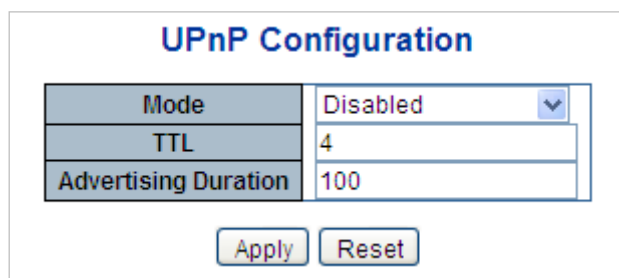 UPnP Configuration
Mode Disabled
TTL 4
Advertising Duration 100
Apply Reset